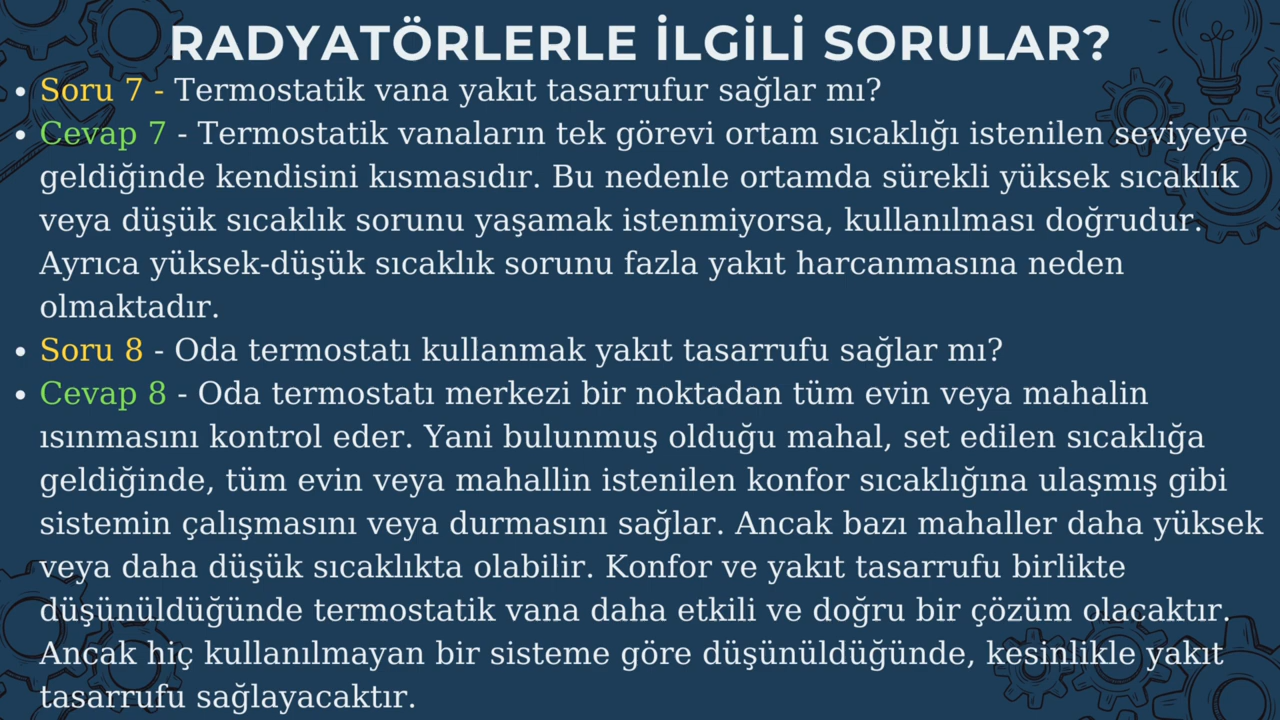 RADYATÖRLERLE İLGİLİ SORULAR?
• Soru 7 - Termostatik vana yakıt tasarrufur sağlar mı?
• Cevap 7 - Termostatik vanaların tek görevi ortam sıcaklığı istenilen seviyeye
geldiğinde kendisini kısmasıdır. Bu nedenle ortamda sürekli yüksek sıcaklık
veya düşük sıcaklık sorunu yaşamak istenmiyorsa, kullanılması doğrudur.
Ayrıca yüksek-düşük sıcaklık sorunu fazla yakıt harcanmasına neden
olmaktadır.
• Soru 8 - Oda termostatı kullanmak yakıt tasarrufu sağlar mı?
• Cevap 8 - Oda termostatı merkezi bir noktadan tüm evin veya mahalin
ısınmasını kontrol eder. Yani bulunmuş olduğu mahal, set edilen sıcaklığa
geldiğinde, tüm evin veya mahallin istenilen konfor sıcaklığına ulaşmış gibi
sistemin çalışmasını veya durmasını sağlar. Ancak bazı mahaller daha yüksek
veya daha düşük sıcaklıkta olabilir. Konfor ve yakıt tasarrufu birlikte
düşünüldüğünde termostatik vana daha etkili ve doğru bir çözüm olacaktır.
Ancak hiç kullanılmayan bir sisteme göre düşünüldüğünde, kesinlikle yakıt
tasarrufu sağlayacaktır.